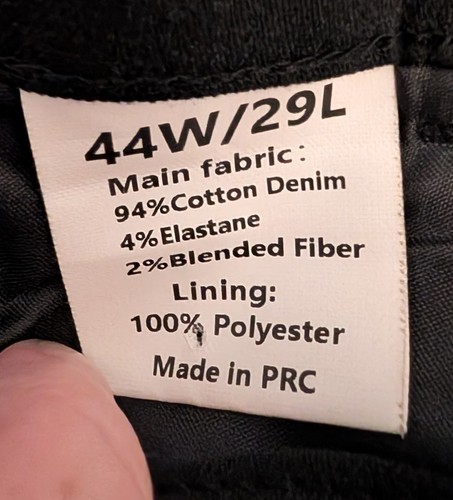 44W/29L
Main fabric:
94%Cotton Denim
4%Elastane
2%Blended Fiber
Lining:
100% Polyester
Made in PRC